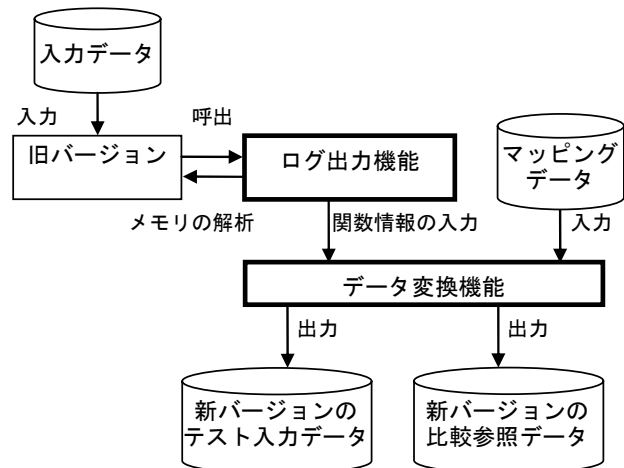 入力データ
入力
呼出
旧バージョン
ログ出力機能
マッピング
データ
メモリの解析
関数情報の入力
入力
データ変換機能
出力
出力
新バージョンの
テスト入力データ
新バージョンの
比較参照データ